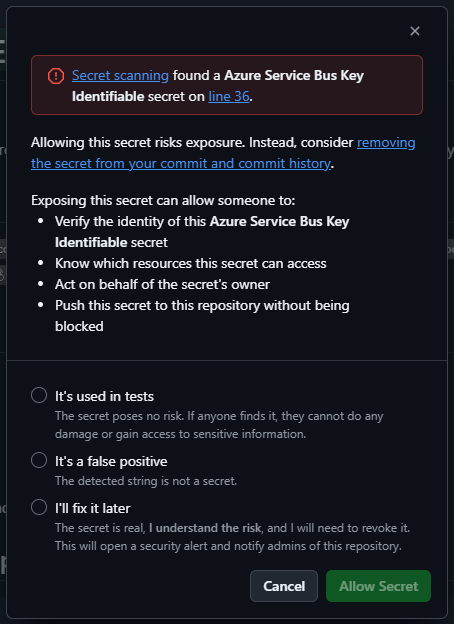 Secret scanning found a Azure Service Bus Key
Identifiable secret on line 36.
Allowing this secret risks exposure. Instead, consider removing
the secret from your commit and commit history.
Exposing this secret can allow someone to:
• Verify the identity of this Azure Service Bus Key
Identifiable secret
• Know which resources this secret can access
• Act on behalf of the secret's owner
• Push this secret to this repository without being
blocked
It's used in tests
The secret poses no risk. If anyone finds it, they cannot do any
damage or gain access to sensitive information.
It's a false positive
The detected string is not a secret.
I'll fix it later
The secret is real, I understand the risk, and I will need to revoke it.
This will open a security alert and notify admins of this repository.
Cancel
Allow Secret